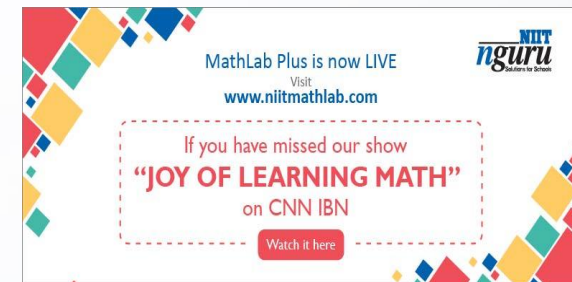 MathLab Plus is now LIVE
Visit
www.niitmathlab.com
NIIT
nguru
Solutions for Schools
If you have missed our show
“JOY OF LEARNING MATH”
on CNN IBN
Watch it here